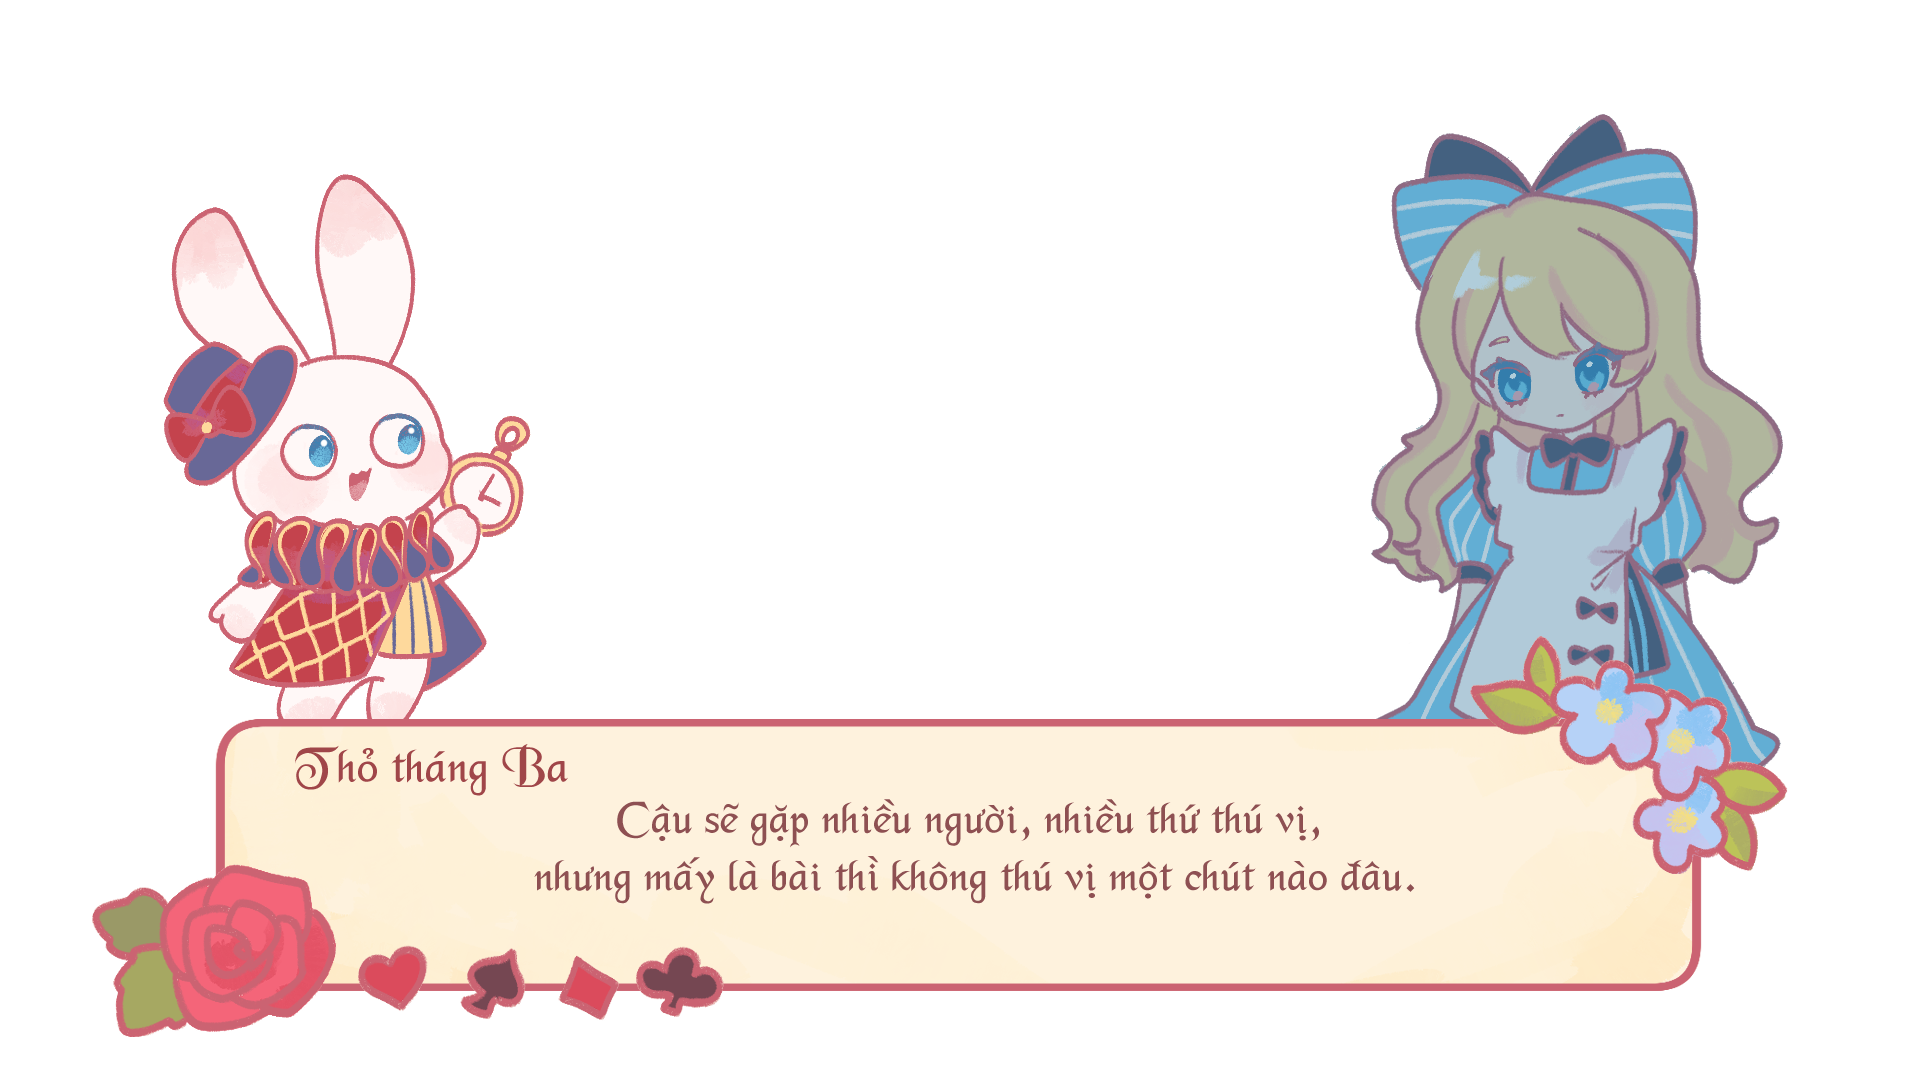 Thỏ tháng Ba
Cậu sẽ gặp nhiều người, nhiều thứ thú vị,
nhưng mấy là bài thì không thú vị một chút nào đâu.